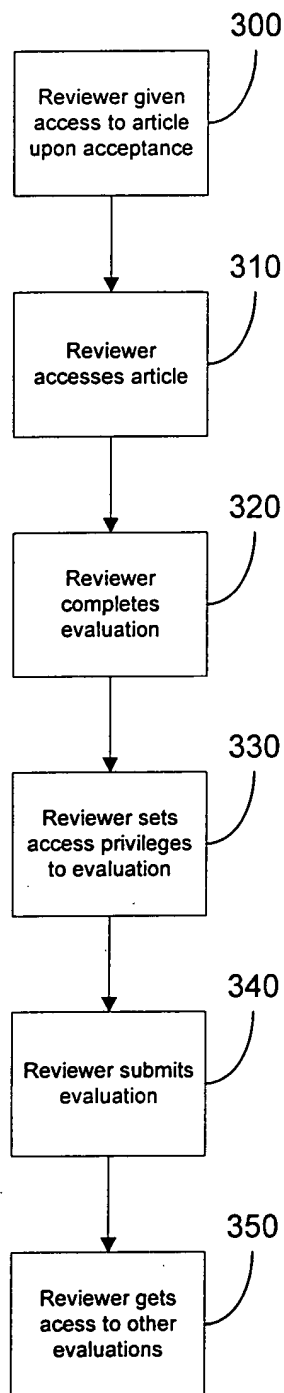 300
Reviewer given
access to article
upon acceptance
310
Reviewer
accesses article
320
Reviewer
completes
evaluation
330
Reviewer sets
access privileges
to evaluation
340
Reviewer submits
evaluation
350
Reviewer gets
acess to other
evaluations